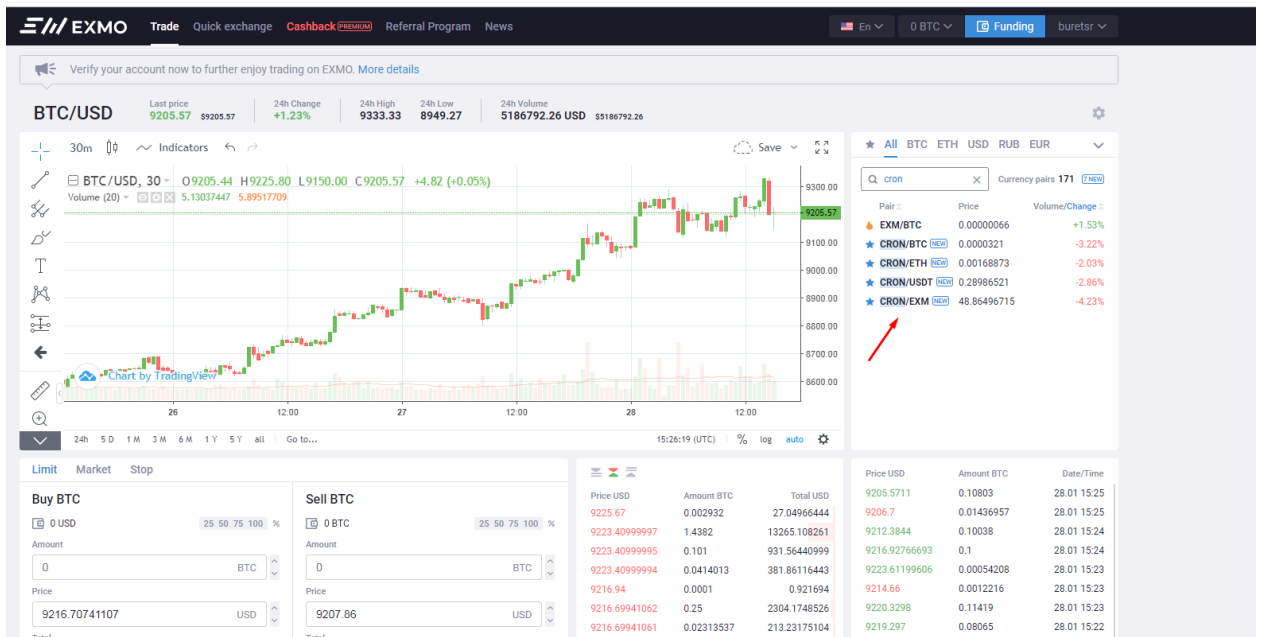 EXMO Trade Quick exchange Cashback PREMIUM Referral Program News En 0 BTC Funding buretsr
Verify your account now to further enjoy trading on EXMO. More details
BTC/USD
Last price 24h Change 24h High 24h Low 24h Volume
9205.57 $9205.57 +1.23% 9333.33 8949.27 5186792.26 USD $5186792.26
30m Indicators Save
BTC/USD, 30 O9205.44 H9225.80 L9150.00 C9205.57 +4.82 (+0.05%)
Volume (20) 5.13037447 5.89517709
9300.00
9205.57
9100.00
9000.00
8900.00
8800.00
8700.00
8600.00
Chart by TradingView
26 12:00 27 12:00 28 12:00
24h 5 D 1 M 3 M 6 M 1 Y 5 Y all Go to... 15:26:19 (UTC) % log auto
All BTC ETH USD RUB EUR
cron Currency pairs 171 7 NEW
Pair Price Volume/Change
EXM/BTC 0.00000066 +1.53%
CRON/BTC NEW 0.0000321 -3.22%
CRON/ETH NEW 0.00168873 -2.03%
CRON/USDT NEW 0.28986521 -2.86%
CRON/EXM NEW 48.86496715 -4.23%
Limit Market Stop
Buy BTC
0 USD 25 50 75 100 %
Amount
0 BTC
Price
9216.70741107 USD
Total
Sell BTC
0 BTC 25 50 75 100 %
Amount
0 BTC
Price
9207.86 USD
Total
Price USD Amount BTC Total USD
9225.67 0.002932 27.04966444
9223.40999997 1.4382 13265.108261
9223.40999995 0.101 931.56440999
9223.40999994 0.0414013 381.86116443
9216.94 0.0001 0.921694
9216.69941062 0.25 2304.1748526
9216.69941061 0.02313537 213.23175104
Price USD Amount BTC Date/Time
9205.5711 0.10803 28.01 15:25
9206.7 0.01436957 28.01 15:25
9212.3844 0.10038 28.01 15:24
9216.92766693 0.1 28.01 15:24
9223.61199606 0.00054208 28.01 15:23
9214.66 0.0012216 28.01 15:23
9220.3298 0.11419 28.01 15:23
9219.297 0.08065 28.01 15:22